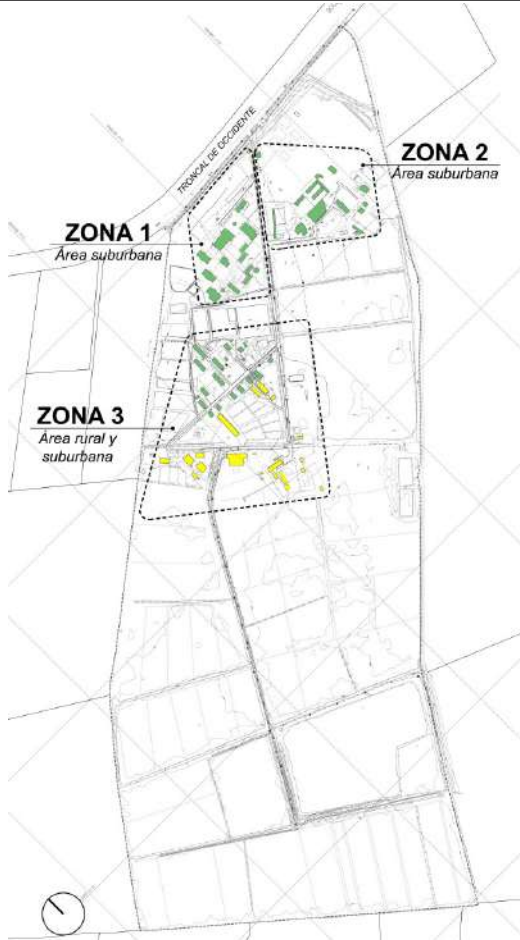 TRONCAL DE OCCIDENTE
ZONA 2
Área suburbana
ZONA 1
Área suburbana
ZONA 3
Área rural y
suburbana